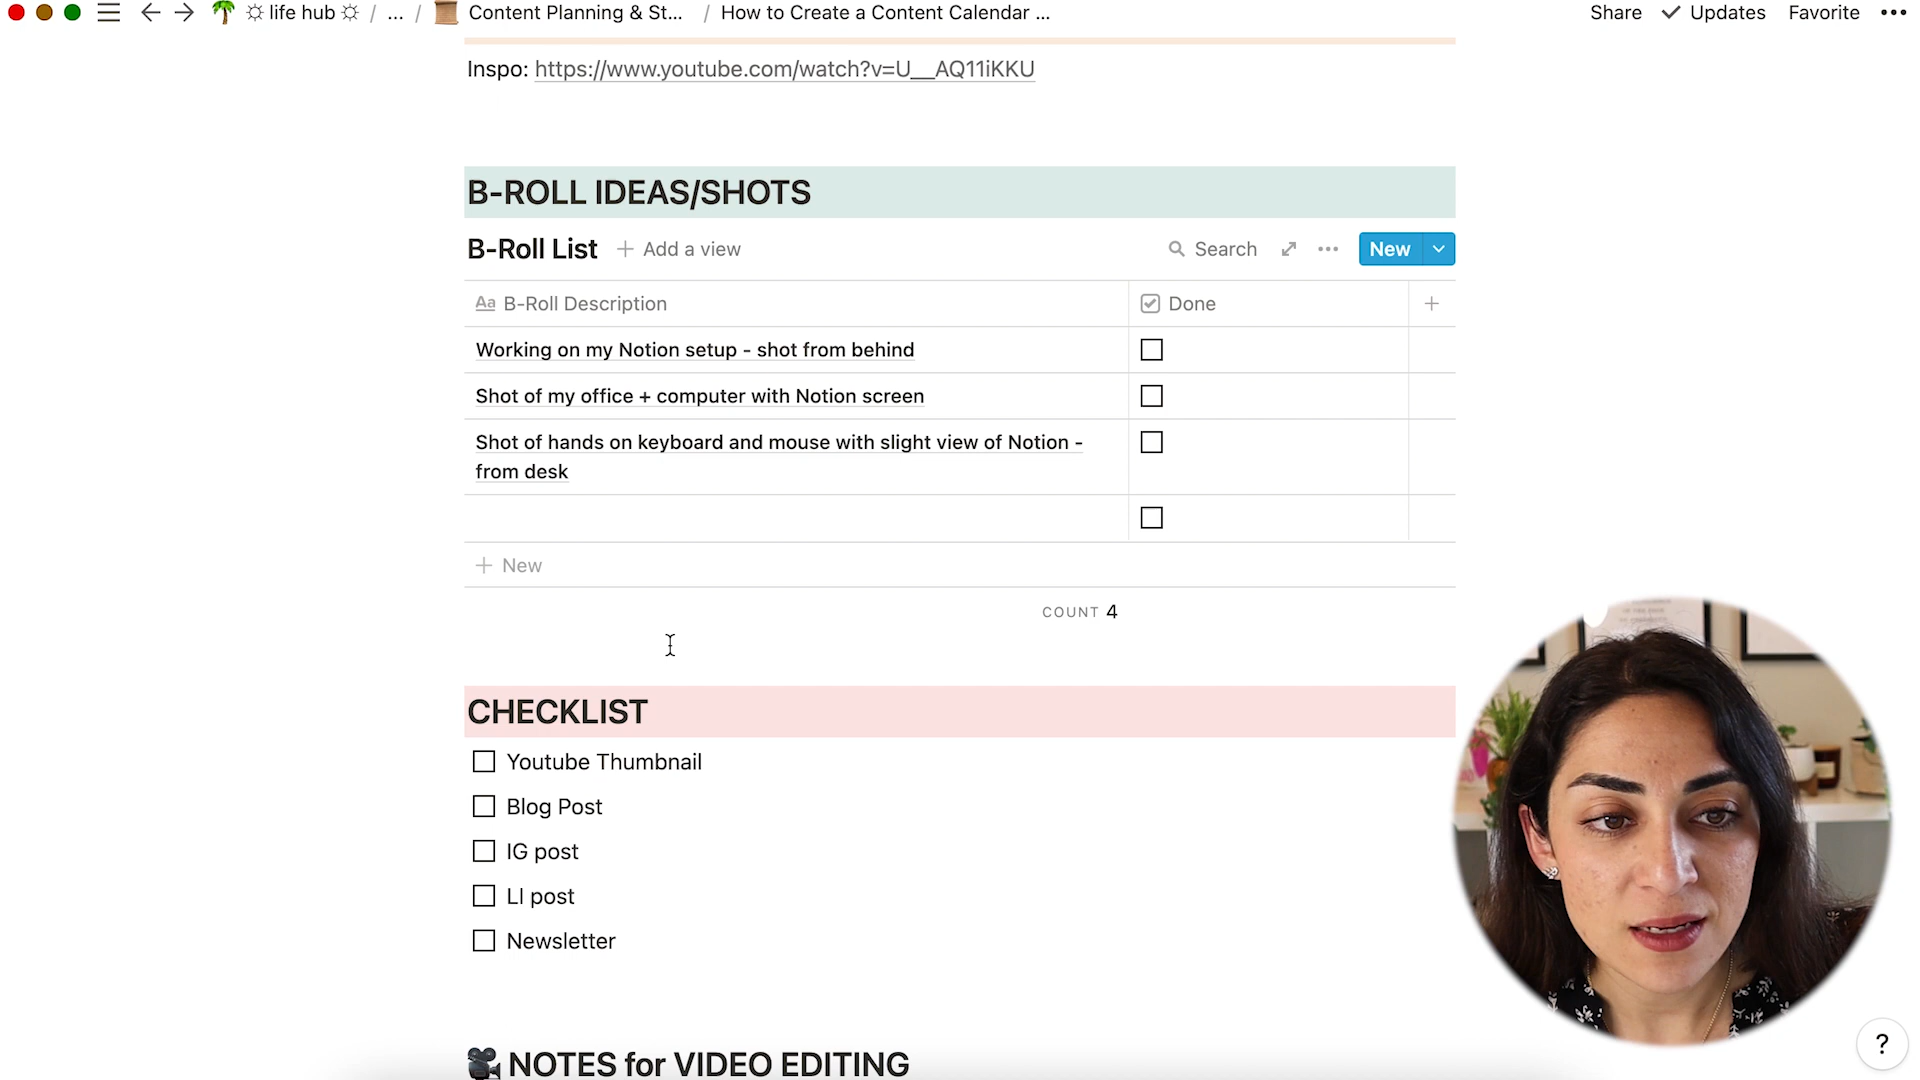 ☼ life hub ☼ / ... / Content Planning & St... / How to Create a Content Calendar ... Share ✓ Updates Favorite •••
Inspo: https://www.youtube.com/watch?v=U__AQ11iKKU
B-ROLL IDEAS/SHOTS
B-Roll List + Add a view Search ••• New
Aa B-Roll Description Done +
Working on my Notion setup - shot from behind
Shot of my office + computer with Notion screen
Shot of hands on keyboard and mouse with slight view of Notion -
from desk
+ New
COUNT 4
CHECKLIST
Youtube Thumbnail
Blog Post
IG post
LI post
Newsletter
NOTES for VIDEO EDITING
?